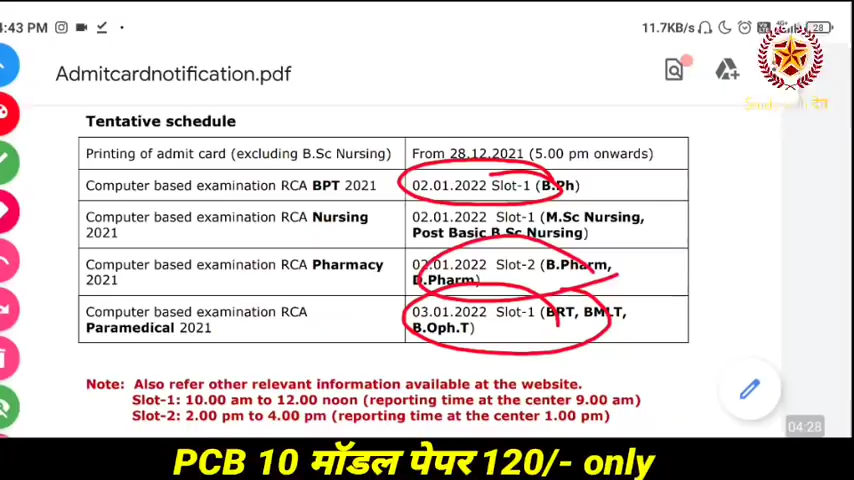 4:43 PM
11.7KB/s
28
Admitcardnotification.pdf
Tentative schedule
Printing of admit card (excluding B.Sc Nursing) From 28.12.2021 (5.00 pm onwards)
Computer based examination RCA BPT 2021 02.01.2022 Slot-1 (B.Ph)
Computer based examination RCA Nursing
2021
02.01.2022 Slot-1 (M.Sc Nursing,
Post Basic B.Sc Nursing)
Computer based examination RCA Pharmacy
2021
02.01.2022 Slot-2 (B.Pharm,
D.Pharm)
Computer based examination RCA
Paramedical 2021
03.01.2022 Slot-1 (BRT, BMLT,
B.Oph.T)
Note: Also refer other relevant information available at the website.
Slot-1: 10.00 am to 12.00 noon (reporting time at the center 9.00 am)
Slot-2: 2.00 pm to 4.00 pm (reporting time at the center 1.00 pm)
04:28
PCB 10 मॉडल पेपर 120/- only